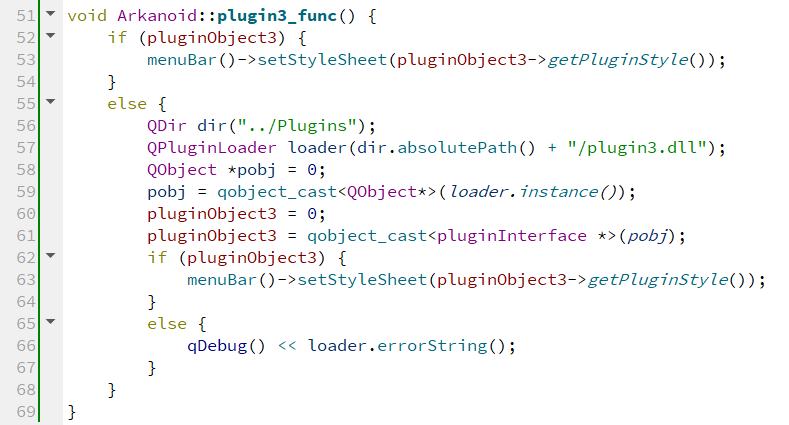 51 void Arkanoid::plugin3_func() {
52     if (pluginObject3) {
53         menuBar()->setStyleSheet(pluginObject3->getPluginStyle());
54     }
55     else {
56         QDir dir("../Plugins");
57         QPluginLoader loader(dir.absolutePath() + "/plugin3.dll");
58         QObject *pobj = 0;
59         pobj = qobject_cast<QObject*>(loader.instance());
60         pluginObject3 = 0;
61         pluginObject3 = qobject_cast<pluginInterface *>(pobj);
62         if (pluginObject3) {
63             menuBar()->setStyleSheet(pluginObject3->getPluginStyle());
64         }
65         else {
66             qDebug() << loader.errorString();
67         }
68     }
69 }